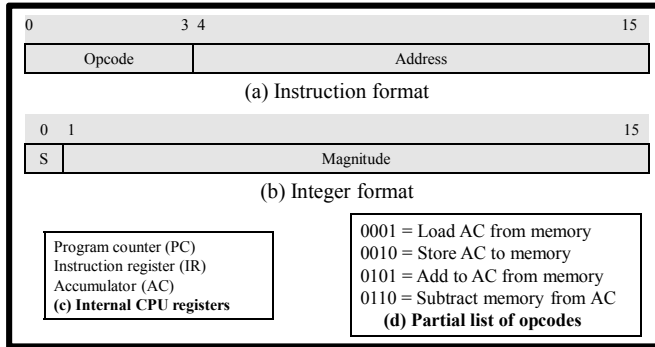 0 3 4 15
Opcode Address
(a) Instruction format
0 1 15
S Magnitude
(b) Integer format
Program counter (PC)
Instruction register (IR)
Accumulator (AC)
(c) Internal CPU registers
0001 = Load AC from memory
0010 = Store AC to memory
0101 = Add to AC from memory
0110 = Subtract memory from AC
(d) Partial list of opcodes